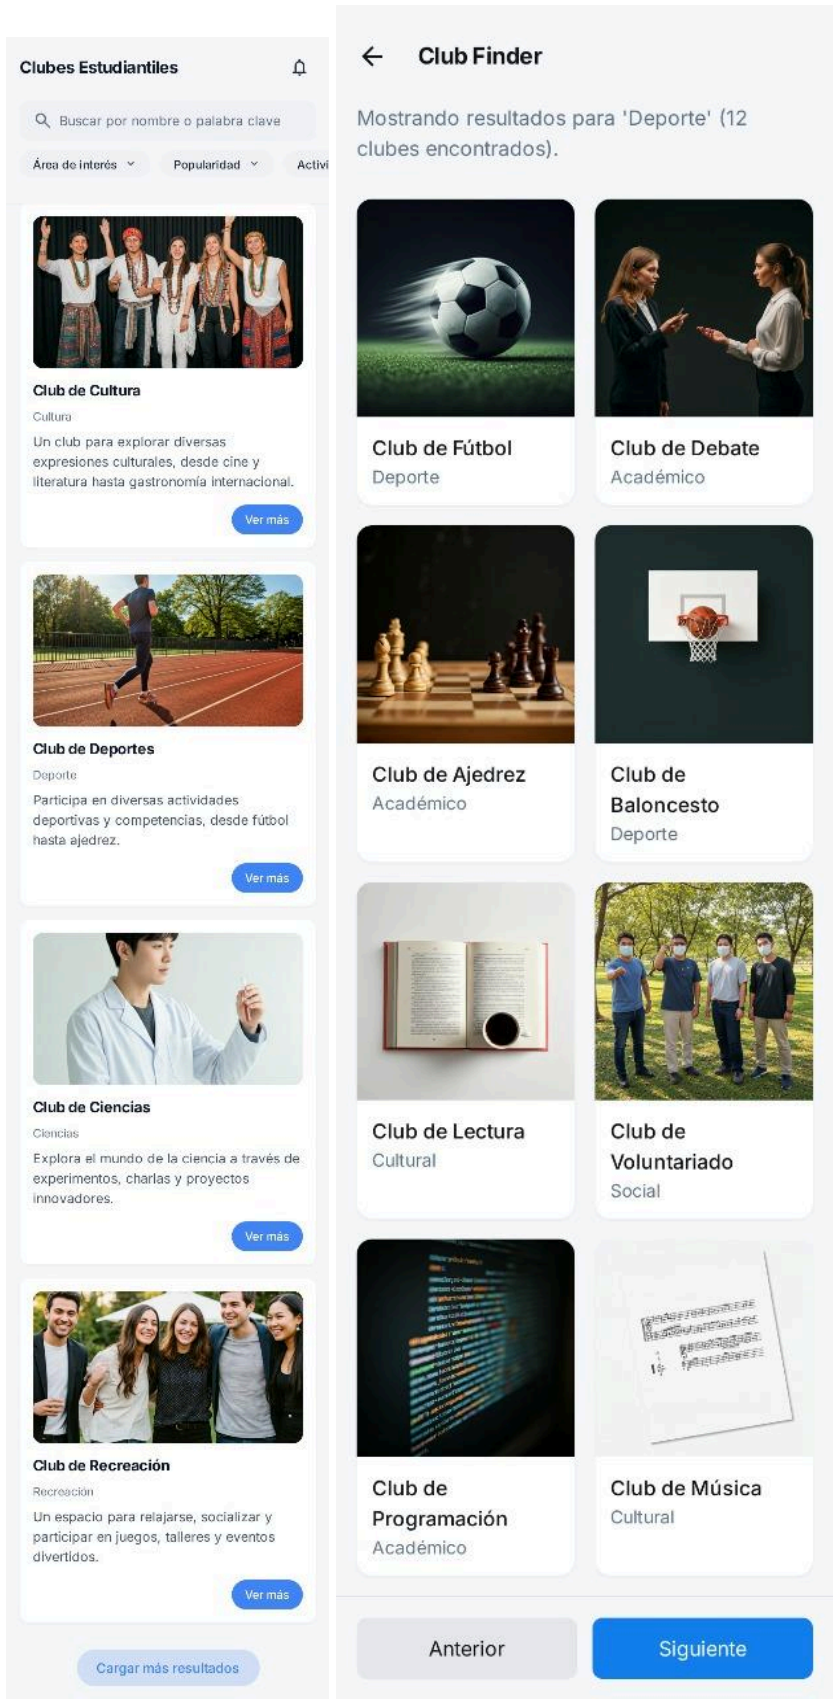 Clubes Estudiantiles
Buscar por nombre o palabra clave
Área de interés
Popularidad
Activi
Club de Cultura
Cultura
Un club para explorar diversas
expresiones culturales, desde cine y
literatura hasta gastronomía internacional.
Ver más
Club de Deportes
Deporte
Participa en diversas actividades
deportivas y competencias, desde fútbol
hasta ajedrez.
Ver más
Club de Ciencias
Ciencias
Explora el mundo de la ciencia a través de
experimentos, charlas y proyectos
innovadores.
Ver más
Club de Recreación
Recreación
Un espacio para relajarse, socializar y
participar en juegos, talleres y eventos
divertidos.
Ver más
Cargar más resultados
Club Finder
Mostrando resultados para 'Deporte' (12
clubes encontrados).
Club de Fútbol
Deporte
Club de Debate
Académico
Club de Ajedrez
Académico
Club de
Baloncesto
Deporte
Club de Lectura
Cultural
Club de
Voluntariado
Social
Club de
Programación
Académico
Club de Música
Cultural
Anterior
Siguiente